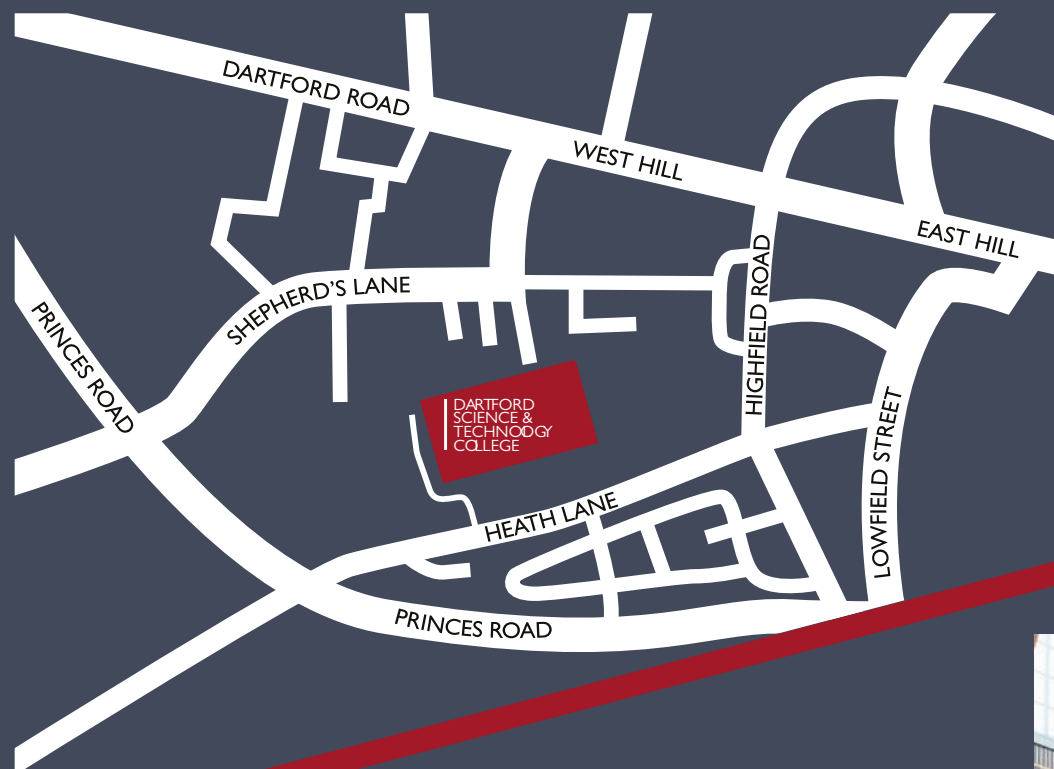 DARTFORD ROAD
WEST HILL
EAST HILL
HIGHFIELD ROAD
SHEPHERD'S LANE
PRINCES ROAD
DARTFORD
SCIENCE &
TECHNOLOGY
COLLEGE
LOWFIELD STREET
HEATH LANE
PRINCES ROAD